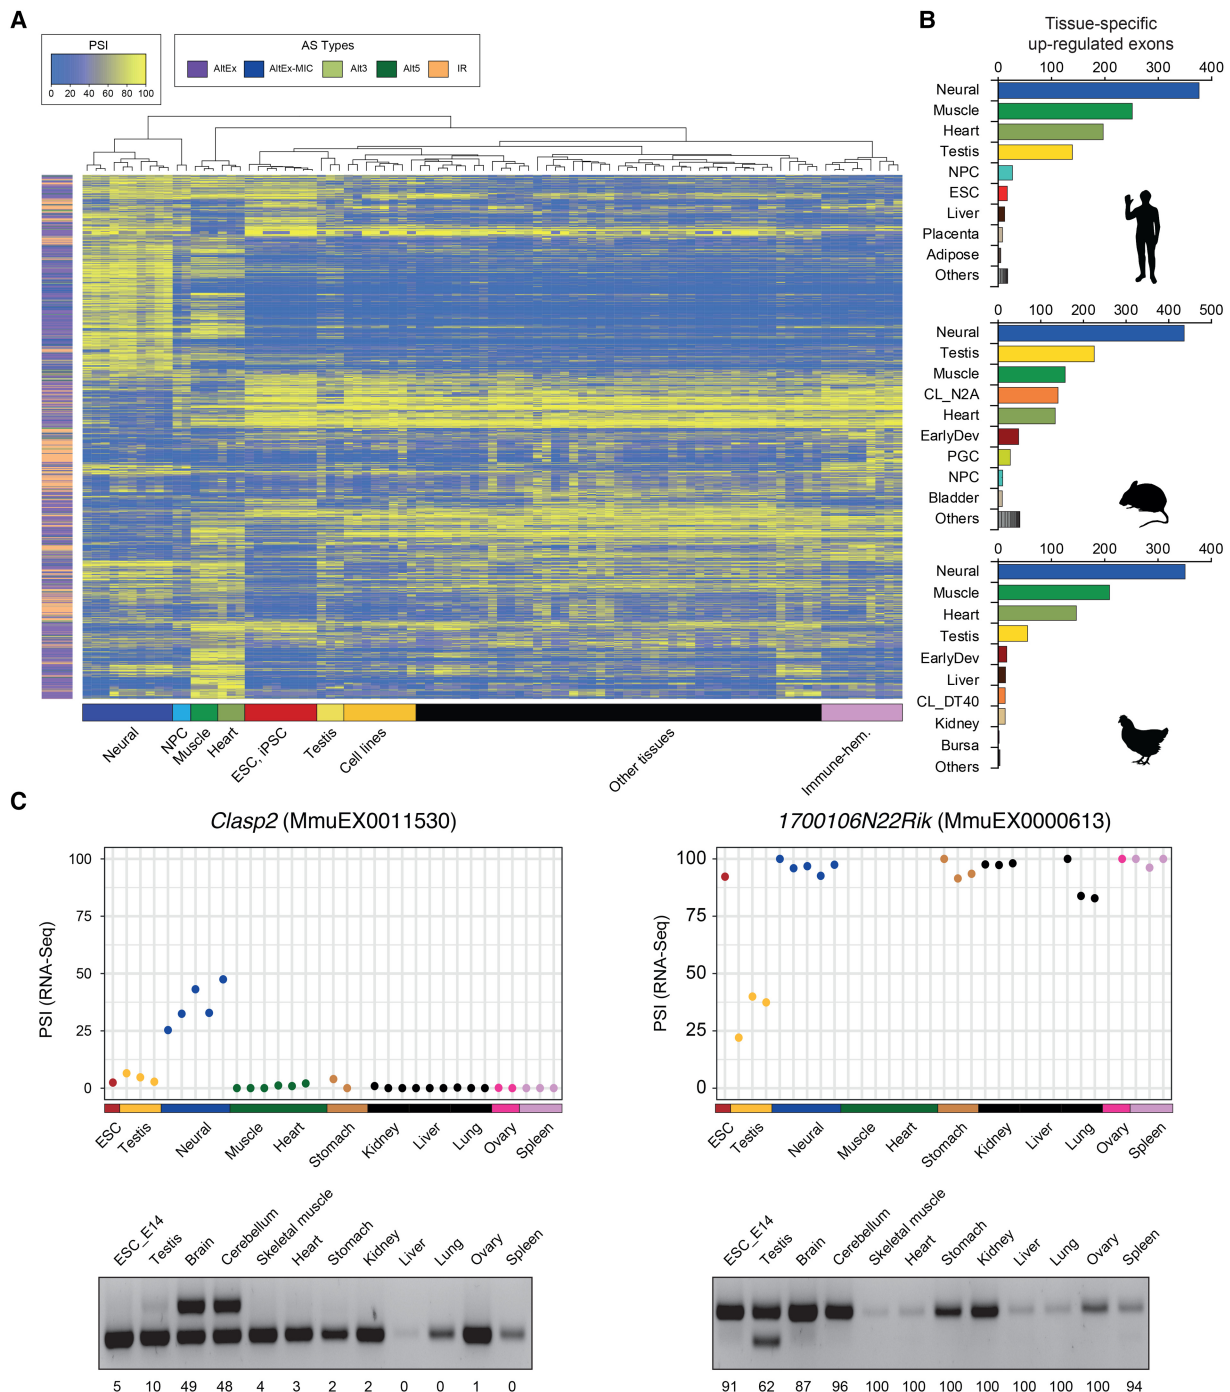 A
PSI
0 20 40 60 80 100
AS Types
AltEx AltEx-MIC Alt3 Alt5 IR
Neural
NPC
Muscle
Heart
ESC, iPSC
Testis
Cell lines
Other tissues
Immune-hem.
B
Tissue-specific
up-regulated exons
0 100 200 300 400
Neural
Muscle
Heart
Testis
NPC
ESC
Liver
Placenta
Adipose
Others
0 100 200 300 400 500
Neural
Testis
Muscle
CL_N2A
Heart
EarlyDev
PGC
NPC
Bladder
Others
0 100 200 300 400
Neural
Muscle
Heart
Testis
EarlyDev
Liver
CL_DT40
Kidney
Bursa
Others
C
Clasp2 (MmuEX0011530)
PSI (RNA-Seq)
100
75
50
25
0
ESC
Testis
Neural
Muscle
Heart
Stomach
Kidney
Liver
Lung
Ovary
Spleen
ESC_E14
Testis
Brain
Cerebellum
Skeletal muscle
Heart
Stomach
Kidney
Liver
Lung
Ovary
Spleen
5 10 49 48 4 3 2 2 0 0 1 0
1700106N22Rik (MmuEX0000613)
PSI (RNA-Seq)
100
75
50
25
0
ESC
Testis
Neural
Muscle
Heart
Stomach
Kidney
Liver
Lung
Ovary
Spleen
ESC_E14
Testis
Brain
Cerebellum
Skeletal muscle
Heart
Stomach
Kidney
Liver
Lung
Ovary
Spleen
91 62 87 96 100 100 100 100 100 100 100 94